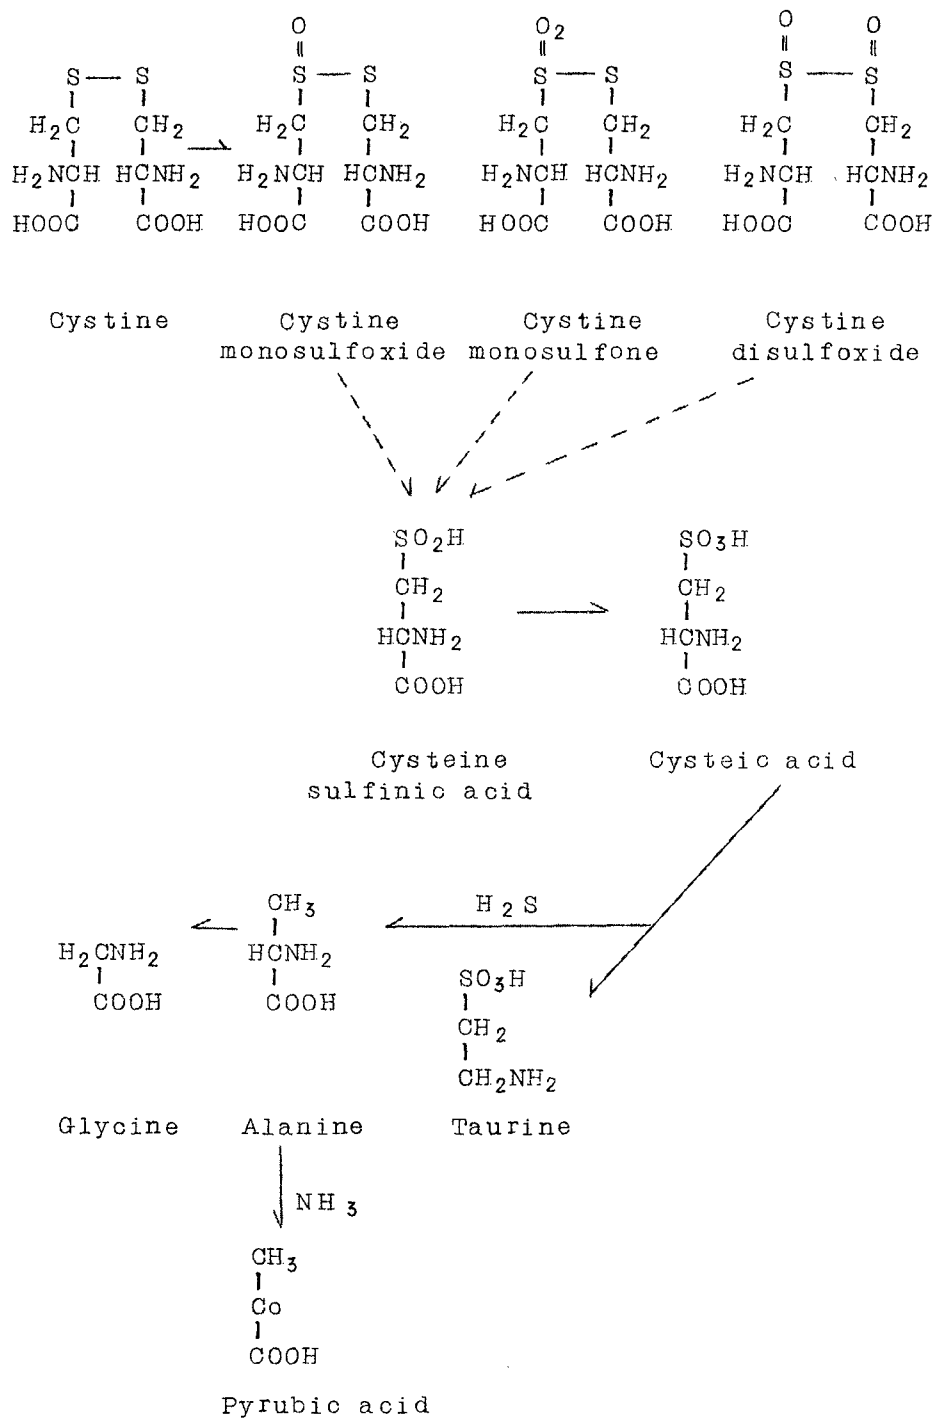 O O₂ O O
S S S S S S S S
H₂C CH₂ H₂C CH₂ H₂C CH₂ H₂C CH₂
H₂NCH HCNH₂ H₂NCH HCNH₂ H₂NCH HCNH₂ H₂NCH HCNH₂
HOOC COOH HOOC COOH HOOC COOH HOOC COOH
Cystine Cystine Cystine Cystine
monosulfoxide monosulfone disulfoxide
SO₂H SO₃H
CH₂ CH₂
HCNH₂ HCNH₂
COOH COOH
Cysteine Cysteic acid
sulfinic acid
CH₃ H₂S
H₂CNH₂ HCNH₂ SO₃H
COOH COOH CH₂
CH₂NH₂
Glycine Alanine Taurine
NH₃
CH₃
Co
COOH
Pyrubic acid